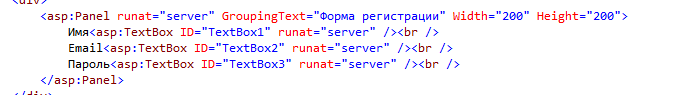 <div>
<asp:Panel runat="server" GroupingText="Форма регистрации" Width="200" Height="200">
Имя<asp:TextBox ID="TextBox1" runat="server" /><br />
Email<asp:TextBox ID="TextBox2" runat="server" /><br />
Пароль<asp:TextBox ID="TextBox3" runat="server" /><br />
</asp:Panel>
</div>